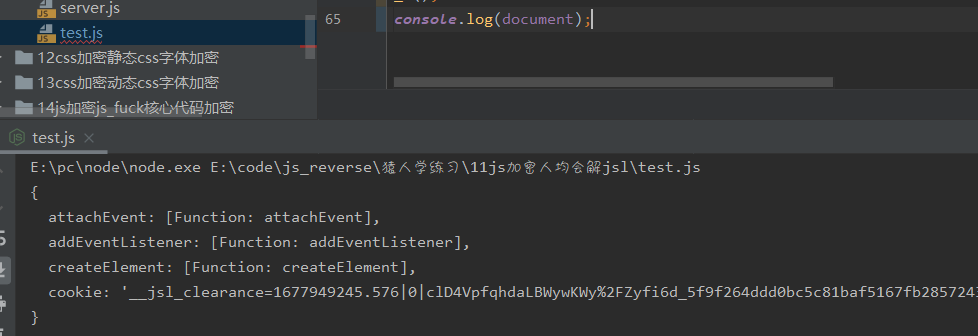 server.js
test.js
12css加密静态css字体加密
13css加密动态css字体加密
14js加密js_fuck核心代码加密
65 console.log(document);
test.js ×
E:\pc\node\node.exe E:\code\js_reverse\猿人学练习\11js加密人均会解jsl\test.js
{
attachEvent: [Function: attachEvent],
addEventListener: [Function: addEventListener],
createElement: [Function: createElement],
cookie: '__jsl_clearance=1677949245.576|0|clD4VpfqhdaLBWywKWy%2FZyfi6d_5f9f264ddd0bc5c81baf5167fb285724
}